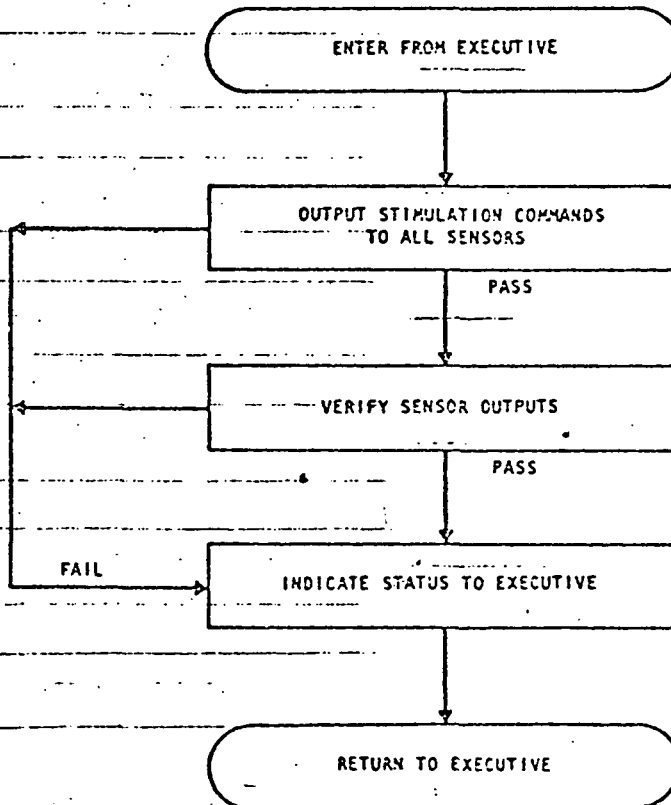 ENTER FROM EXECUTIVE
OUTPUT STIMULATION COMMANDS
TO ALL SENSORS
PASS
VERIFY SENSOR OUTPUTS
PASS
FAIL
INDICATE STATUS TO EXECUTIVE
RETURN TO EXECUTIVE